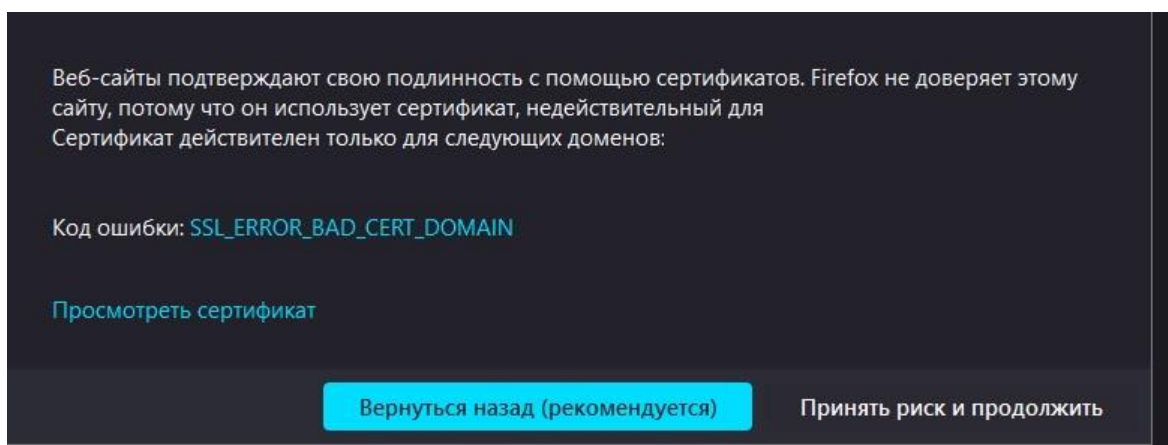 Веб-сайты подтверждают свою подлинность с помощью сертификатов. Firefox не доверяет этому
сайту, потому что он использует сертификат, недействительный для
Сертификат действителен только для следующих доменов:
Код ошибки: SSL_ERROR_BAD_CERT_DOMAIN
Просмотреть сертификат
Вернуться назад (рекомендуется) Принять риск и продолжить